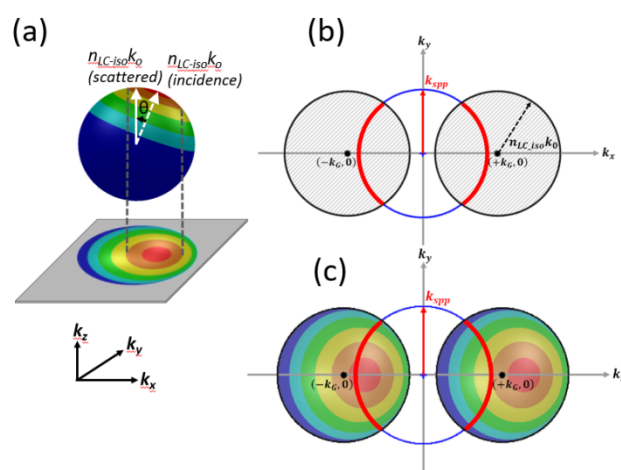 (a)
n_LC-iso k_o
(scattered)
n_LC-iso k_o
(incidence)
θ
k_z
k_y
k_x
(b)
k_y
k_spp
n_LC_iso k_0
(−k_G, 0)
(+k_G, 0)
k_x
(c)
k_y
k_spp
(−k_G, 0)
(+k_G, 0)
k